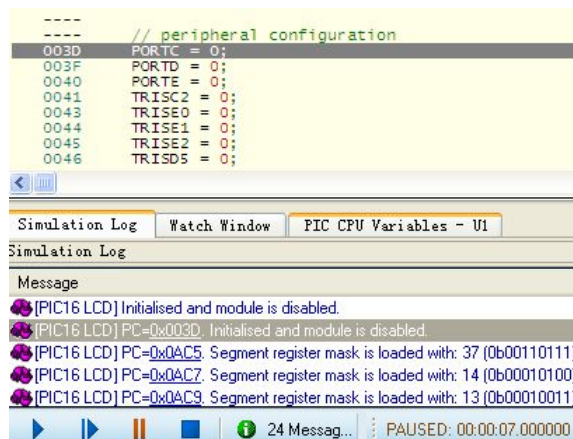 ----
---- // peripheral configuration
003D PORTC = 0;
003F PORTD = 0;
0040 PORTE = 0;
0041 TRISC2 = 0;
0043 TRISE0 = 0;
0044 TRISE1 = 0;
0045 TRISE2 = 0;
0046 TRISD5 = 0;
Simulation Log Watch Window PIC CPU Variables - U1
Simulation Log
Message
[PIC16 LCD] Initialised and module is disabled.
[PIC16 LCD] PC=0x003D. Initialised and module is disabled.
[PIC16 LCD] PC=0x0AC5. Segment register mask is loaded with: 37 (0b00110111)
[PIC16 LCD] PC=0x0AC7. Segment register mask is loaded with: 14 (0b00010100)
[PIC16 LCD] PC=0x0AC9. Segment register mask is loaded with: 13 (0b00010011)
24 Messag... PAUSED: 00:00:07.000000